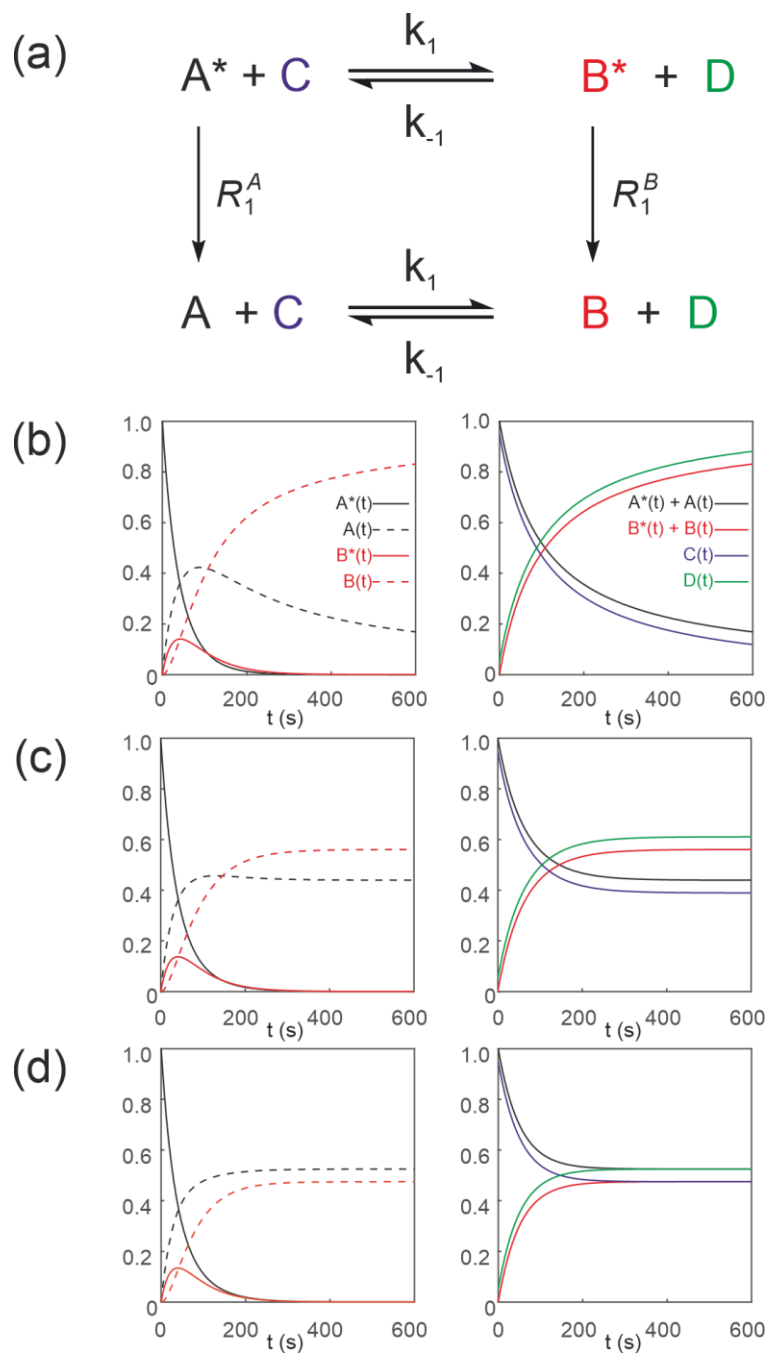 (a)
k₁
A* + C B* + D
k₋₁
R₁ᴬ R₁ᴮ
k₁
A + C B + D
k₋₁
(b)
1.0 1.0
0.8 0.8
A*(t) A*(t) + A(t)
0.6 A(t) 0.6 B*(t) + B(t)
B*(t) C(t)
0.4 B(t) 0.4 D(t)
0.2 0.2
0 0
0 200 400 600 0 200 400 600
t (s) t (s)
(c)
1.0 1.0
0.8 0.8
0.6 0.6
0.4 0.4
0.2 0.2
0 0
0 200 400 600 0 200 400 600
t (s) t (s)
(d)
1.0 1.0
0.8 0.8
0.6 0.6
0.4 0.4
0.2 0.2
0 0
0 200 400 600 0 200 400 600
t (s) t (s)